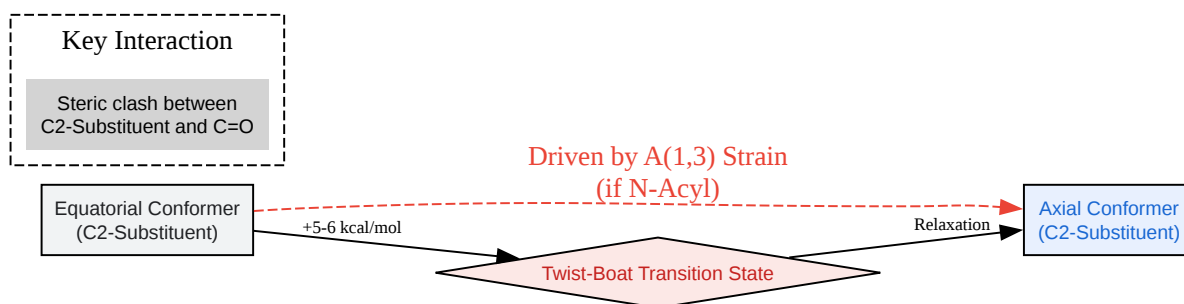 Key Interaction
Steric clash between
C2-Substituent and C=O
Driven by A(1,3) Strain
(if N-Acyl)
Equatorial Conformer
(C2-Substituent)
+5-6 kcal/mol
Twist-Boat Transition State
Relaxation
Axial Conformer
(C2-Substituent)